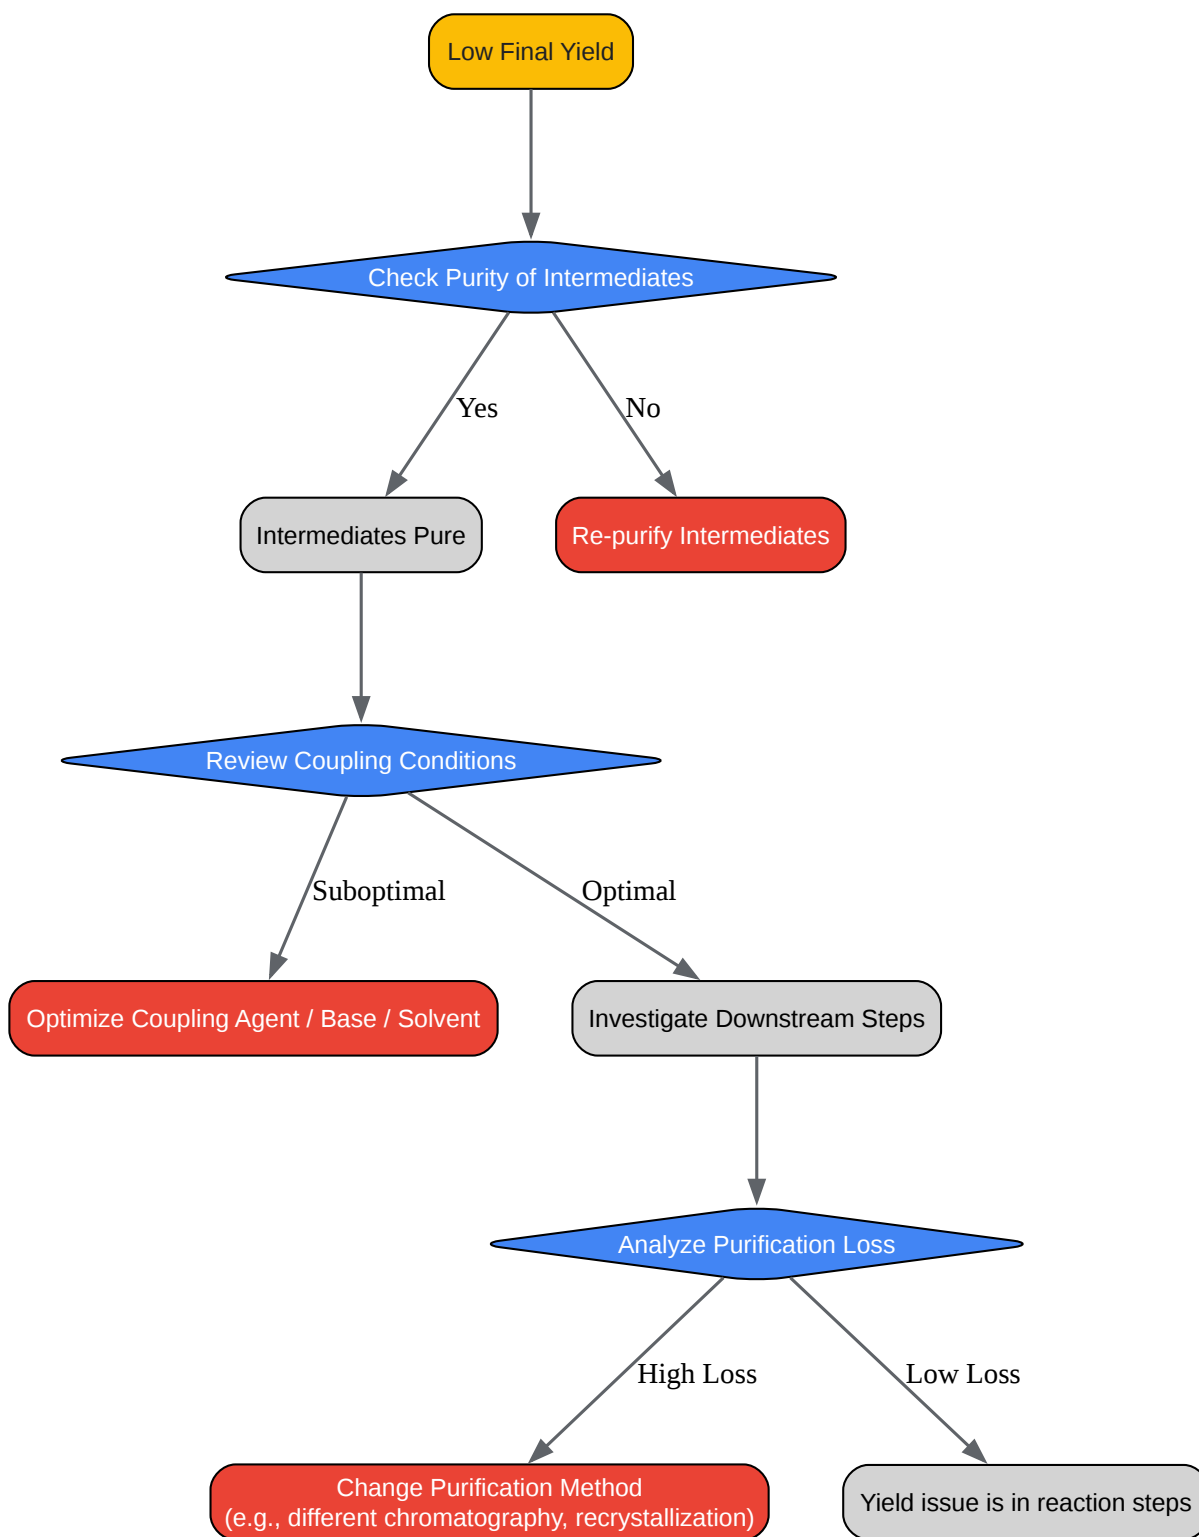 Low Final Yield
Check Purity of Intermediates
Yes
No
Intermediates Pure
Re-purify Intermediates
Review Coupling Conditions
Suboptimal
Optimal
Optimize Coupling Agent / Base / Solvent
Investigate Downstream Steps
Analyze Purification Loss
High Loss
Low Loss
Change Purification Method
(e.g., different chromatography, recrystallization)
Yield issue is in reaction steps